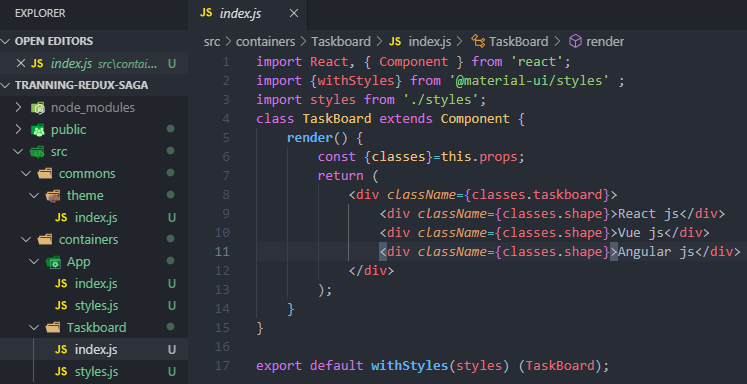 EXPLORER
OPEN EDITORS
JS index.js src\contai... U
TRANNING-REDUX-SAGA
node_modules
public
src
commons
theme
JS index.js U
containers
App
JS index.js U
JS styles.js U
Taskboard
JS index.js U
JS styles.js U
JS index.js
src > containers > Taskboard > JS index.js > TaskBoard > render
1 import React, { Component } from 'react';
2 import {withStyles} from '@material-ui/styles' ;
3 import styles from './styles';
4 class TaskBoard extends Component {
5 render() {
6 const {classes}=this.props;
7 return (
8 <div className={classes.taskboard}>
9 <div className={classes.shape}>React js</div>
10 <div className={classes.shape}>Vue js</div>
11 <div className={classes.shape}>Angular js</div>
12 </div>
13 );
14 }
15 }
16
17 export default withStyles(styles) (TaskBoard);